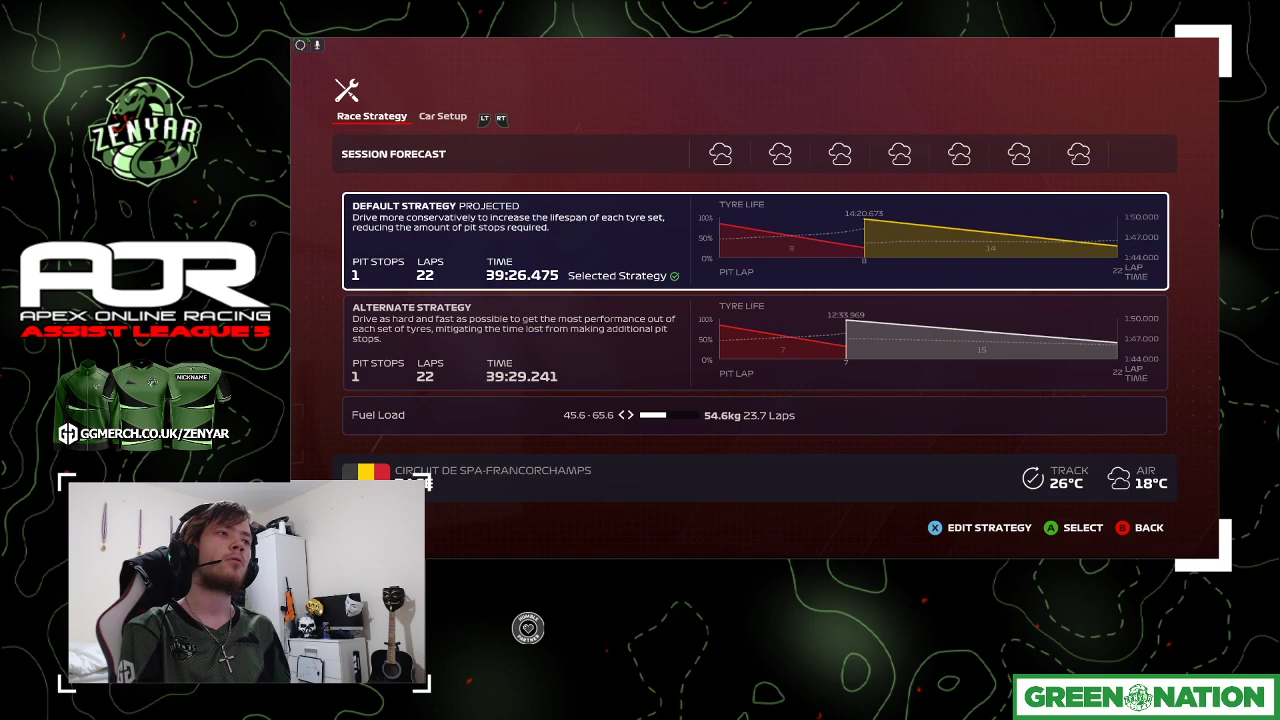 ZENYAR
AOR
APEX ONLINE RACING
ASSIST LEAGUE 5
NICKNAME
GGMERCH.CO.UK/ZENYAR
Race Strategy
Car Setup
LT
RT
SESSION FORECAST
DEFAULT STRATEGY PROJECTED
Drive more conservatively to increase the lifespan of each tyre set,
reducing the amount of pit stops required.
PIT STOPS LAPS TIME
1 22 39:26.475 Selected Strategy
TYRE LIFE
14:20.673
100%
50%
0%
8
14
1:50.000
1:47.000
1:44.000
PIT LAP
8
22
LAP
TIME
ALTERNATE STRATEGY
Drive as hard and fast as possible to get the most performance out of
each set of tyres, mitigating the time lost from making additional pit
stops.
PIT STOPS LAPS TIME
1 22 39:29.241
TYRE LIFE
12:33.969
100%
50%
0%
7
15
1:50.000
1:47.000
1:44.000
PIT LAP
7
22
LAP
TIME
Fuel Load
45.6 - 65.6
54.6kg 23.7 Laps
CIRCUIT DE SPA-FRANCORCHAMPS
TRACK
26°C
AIR
18°C
X EDIT STRATEGY
A SELECT
B BACK
HUMBLE
PARTNER
GREEN NATION